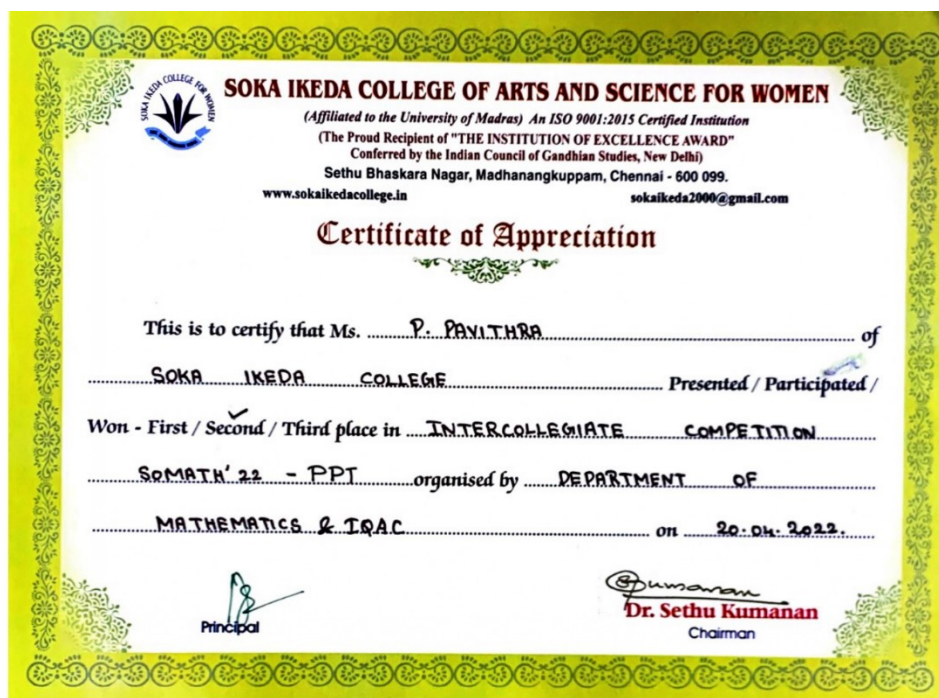 SOKA IKEDA COLLEGE FOR WOMEN
SOKA IKEDA COLLEGE OF ARTS AND SCIENCE FOR WOMEN
(Affiliated to the University of Madras) An ISO 9001:2015 Certified Institution
(The Proud Recipient of "THE INSTITUTION OF EXCELLENCE AWARD"
Conferred by the Indian Council of Gandhian Studies, New Delhi)
Sethu Bhaskara Nagar, Madhanangkuppam, Chennai - 600 099.
www.sokaikedacollege.in sokaikeda2000@gmail.com
Certificate of Appreciation
This is to certify that Ms. P. PAVITHRA of
SOKA IKEDA COLLEGE Presented / Participated /
Won - First / Second / Third place in INTERCOLLEGIATE COMPETITION
SOMATH'22 - PPT organised by DEPARTMENT OF
MATHEMATICS & IQAC on 20.04.2022.
Principal
Dr. Sethu Kumanan
Chairman